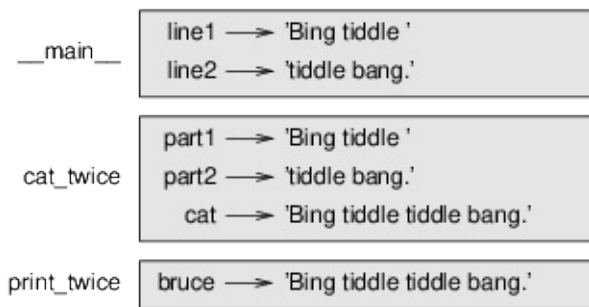 __main__
line1 → 'Bing tiddle '
line2 → 'tiddle bang.'
cat_twice
part1 → 'Bing tiddle '
part2 → 'tiddle bang.'
cat → 'Bing tiddle tiddle bang.'
print_twice
bruce → 'Bing tiddle tiddle bang.'